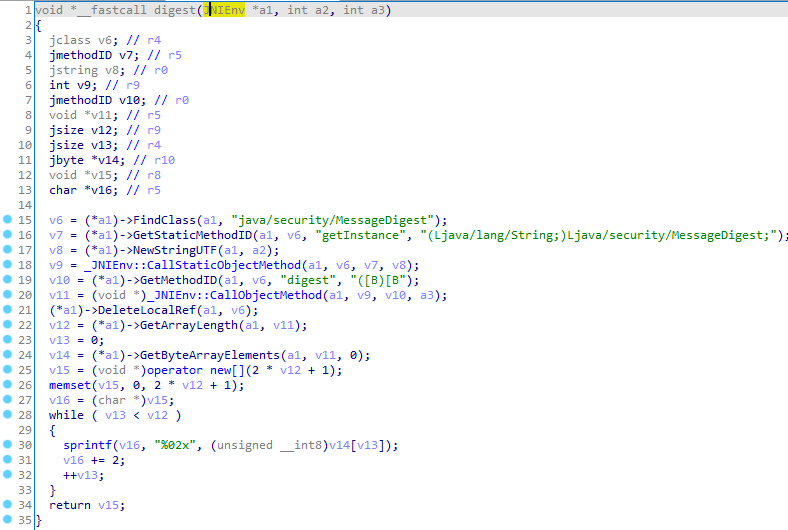 1 void *__fastcall digest(JNIEnv *a1, int a2, int a3)
2 {
3 jclass v6; // r4
4 jmethodID v7; // r5
5 jstring v8; // r0
6 int v9; // r9
7 jmethodID v10; // r0
8 void *v11; // r5
9 jsize v12; // r9
10 jsize v13; // r4
11 jbyte *v14; // r10
12 void *v15; // r8
13 char *v16; // r5
14
15 v6 = (*a1)->FindClass(a1, "java/security/MessageDigest");
16 v7 = (*a1)->GetStaticMethodID(a1, v6, "getInstance", "(Ljava/lang/String;)Ljava/security/MessageDigest;");
17 v8 = (*a1)->NewStringUTF(a1, a2);
18 v9 = _JNIEnv::CallStaticObjectMethod(a1, v6, v7, v8);
19 v10 = (*a1)->GetMethodID(a1, v6, "digest", "([B)[B");
20 v11 = (void *)_JNIEnv::CallObjectMethod(a1, v9, v10, a3);
21 (*a1)->DeleteLocalRef(a1, v6);
22 v12 = (*a1)->GetArrayLength(a1, v11);
23 v13 = 0;
24 v14 = (*a1)->GetByteArrayElements(a1, v11, 0);
25 v15 = (void *)operator new[](2 * v12 + 1);
26 memset(v15, 0, 2 * v12 + 1);
27 v16 = (char *)v15;
28 while ( v13 < v12 )
29 {
30 sprintf(v16, "%02x", (unsigned __int8)v14[v13]);
31 v16 += 2;
32 ++v13;
33 }
34 return v15;
35 }